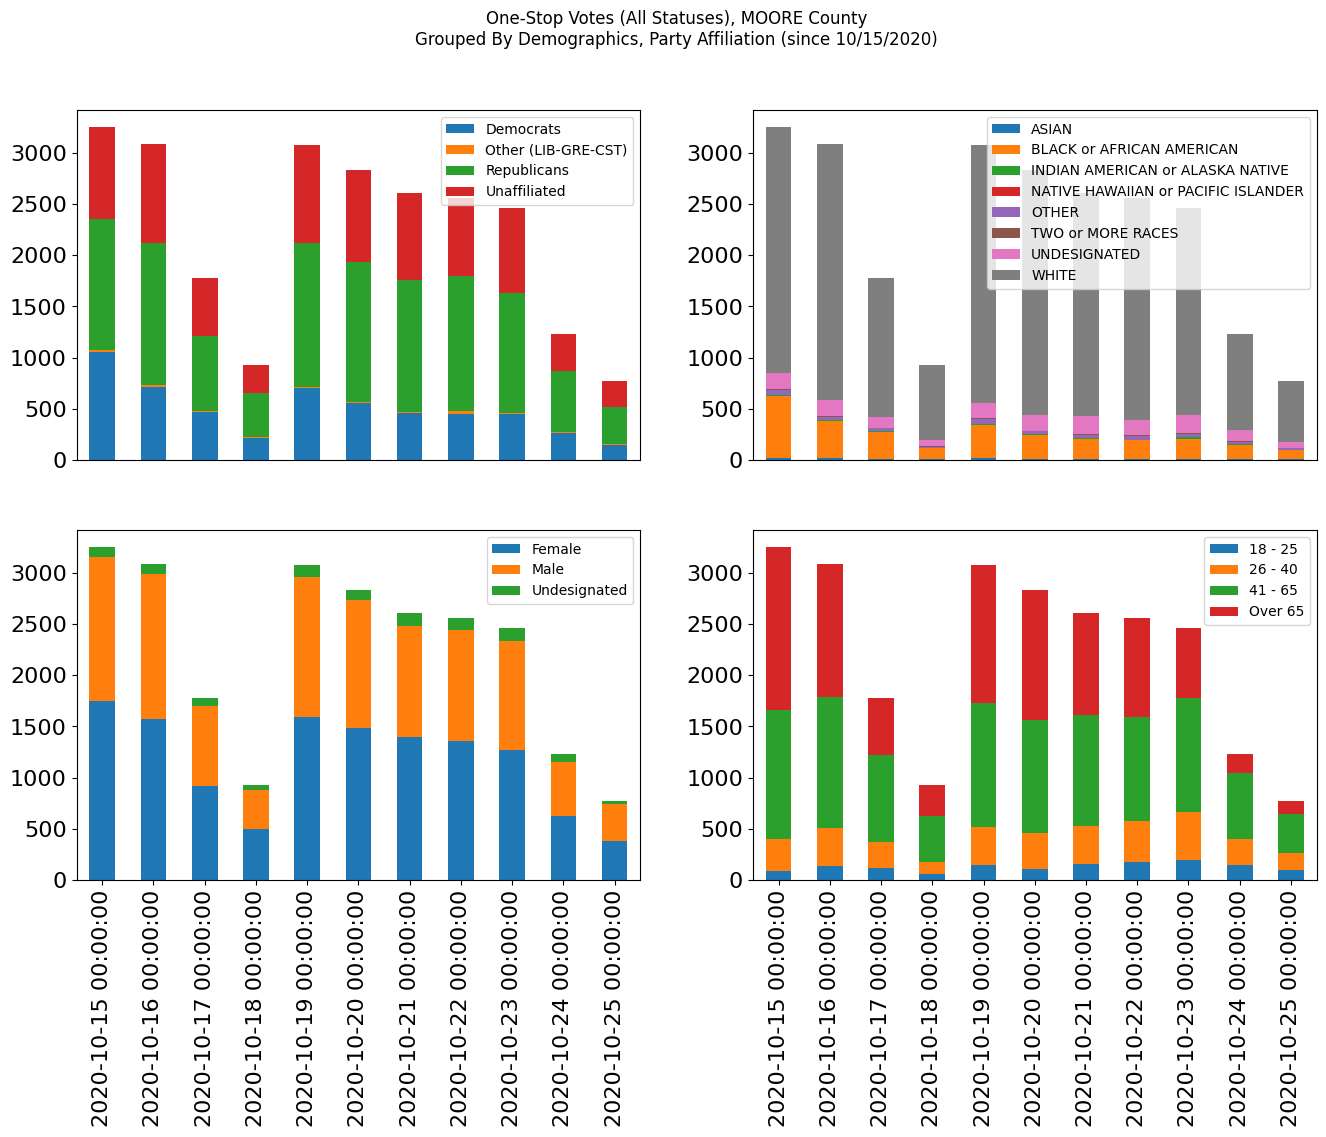 One-Stop Votes (All Statuses), MOORE County
Grouped By Demographics, Party Affiliation (since 10/15/2020)
3000
2500
2000
1500
1000
500
0
Democrats
Other (LIB-GRE-CST)
Republicans
Unaffiliated
3000
2500
2000
1500
1000
500
0
ASIAN
BLACK or AFRICAN AMERICAN
INDIAN AMERICAN or ALASKA NATIVE
NATIVE HAWAIIAN or PACIFIC ISLANDER
OTHER
TWO or MORE RACES
UNDESIGNATED
WHITE
3000
2500
2000
1500
1000
500
0
Female
Male
Undesignated
2020-10-15 00:00:00
2020-10-16 00:00:00
2020-10-17 00:00:00
2020-10-18 00:00:00
2020-10-19 00:00:00
2020-10-20 00:00:00
2020-10-21 00:00:00
2020-10-22 00:00:00
2020-10-23 00:00:00
2020-10-24 00:00:00
2020-10-25 00:00:00
3000
2500
2000
1500
1000
500
0
18 - 25
26 - 40
41 - 65
Over 65
2020-10-15 00:00:00
2020-10-16 00:00:00
2020-10-17 00:00:00
2020-10-18 00:00:00
2020-10-19 00:00:00
2020-10-20 00:00:00
2020-10-21 00:00:00
2020-10-22 00:00:00
2020-10-23 00:00:00
2020-10-24 00:00:00
2020-10-25 00:00:00